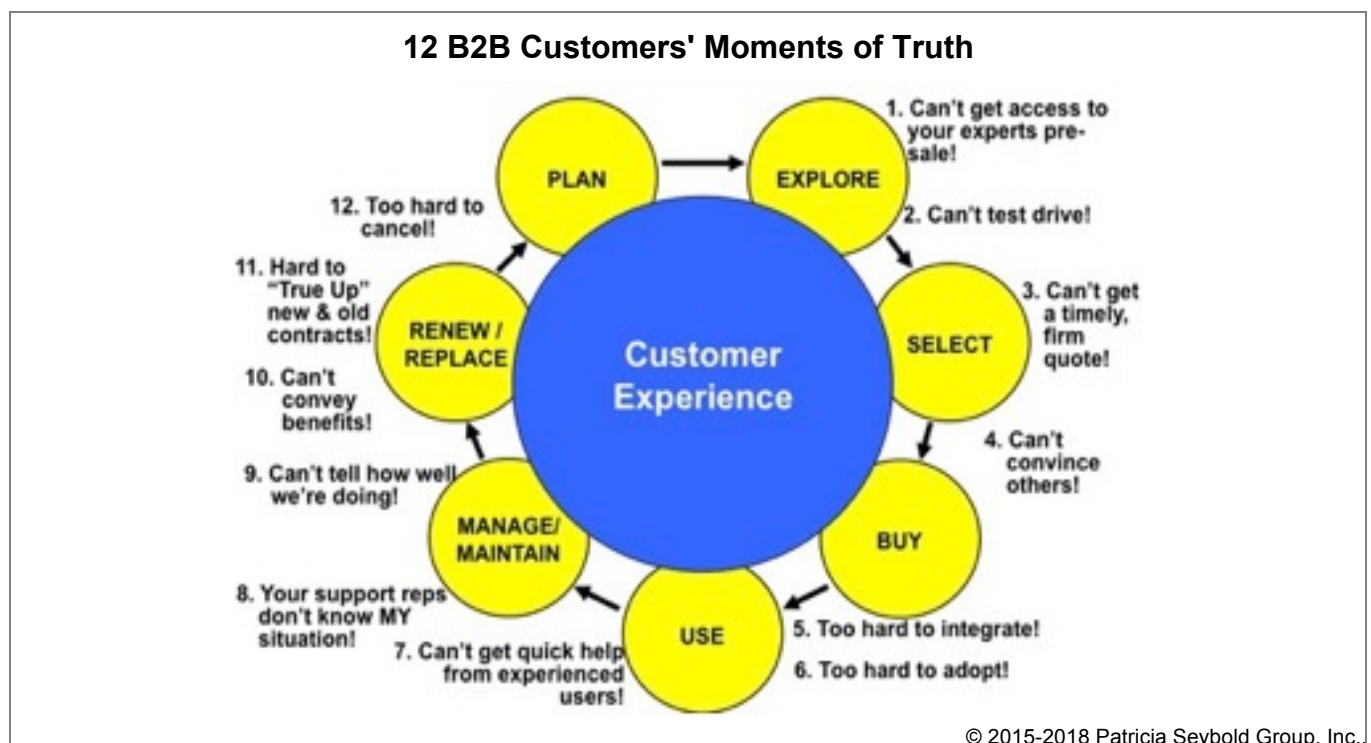 12 B2B Customers' Moments of Truth
PLAN
EXPLORE
1. Can't get access to
your experts pre-
sale!
2. Can't test drive!
SELECT
3. Can't get
a timely,
firm
quote!
4. Can't
convince
others!
BUY
5. Too hard to integrate!
6. Too hard to adopt!
USE
7. Can't get quick help
from experienced
users!
MANAGE/
MAINTAIN
8. Your support reps
don't know MY
situation!
9. Can't tell how well
we're doing!
RENEW /
REPLACE
10. Can't
convey
benefits!
11. Hard to
“True Up”
new & old
contracts!
12. Too hard to
cancel!
Customer
Experience
© 2015-2018 Patricia Seybold Group, Inc.